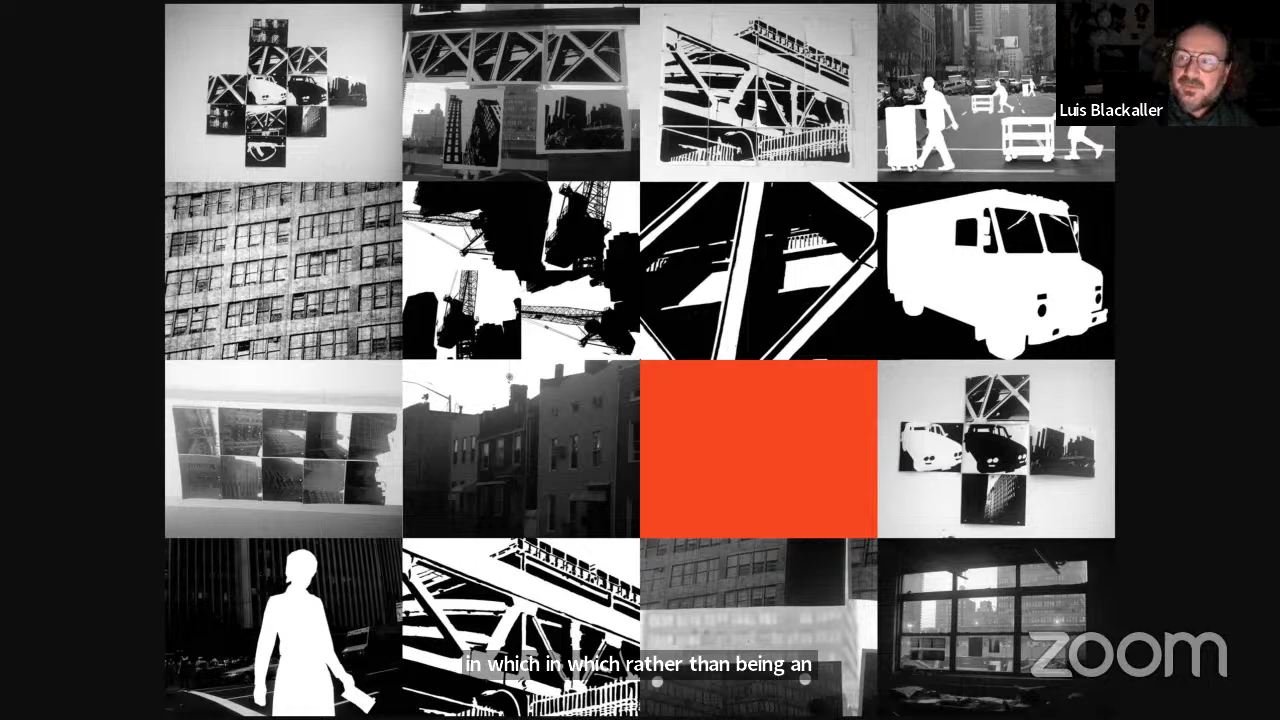 Luis Blackaller
in which in which rather than being an
zoom